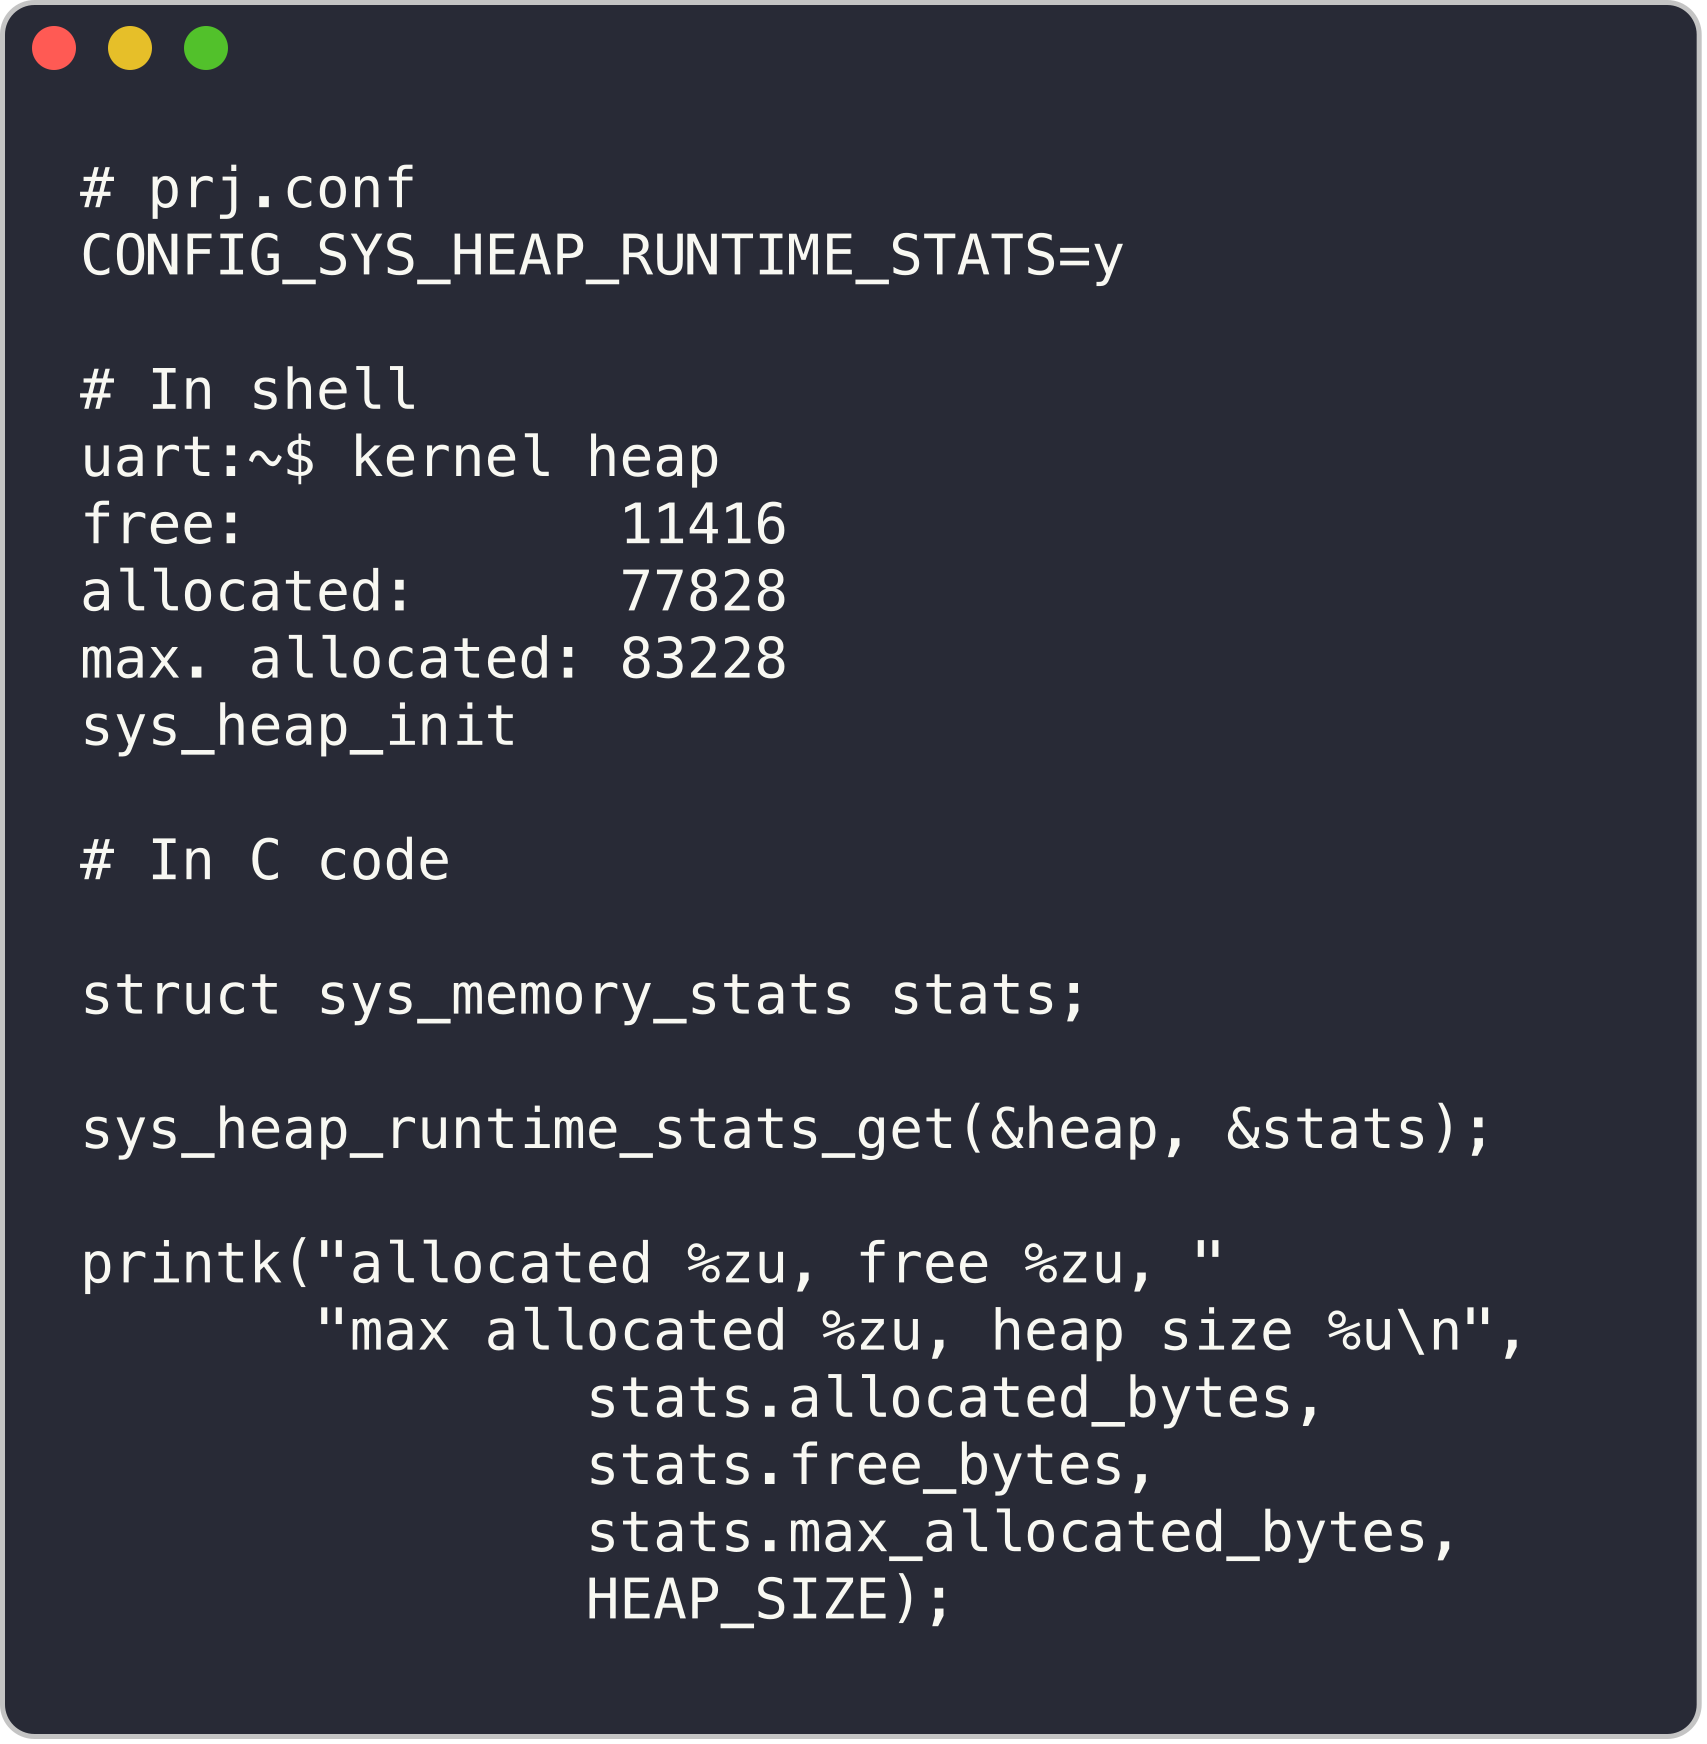 # prj.conf
CONFIG_SYS_HEAP_RUNTIME_STATS=y
# In shell
uart:~$ kernel heap
free:           11416
allocated:      77828
max. allocated: 83228
sys_heap_init
# In C code
struct sys_memory_stats stats;
sys_heap_runtime_stats_get(&heap, &stats);
printk("allocated %zu, free %zu, "
       "max allocated %zu, heap size %u\n",
               stats.allocated_bytes,
               stats.free_bytes,
               stats.max_allocated_bytes,
               HEAP_SIZE);